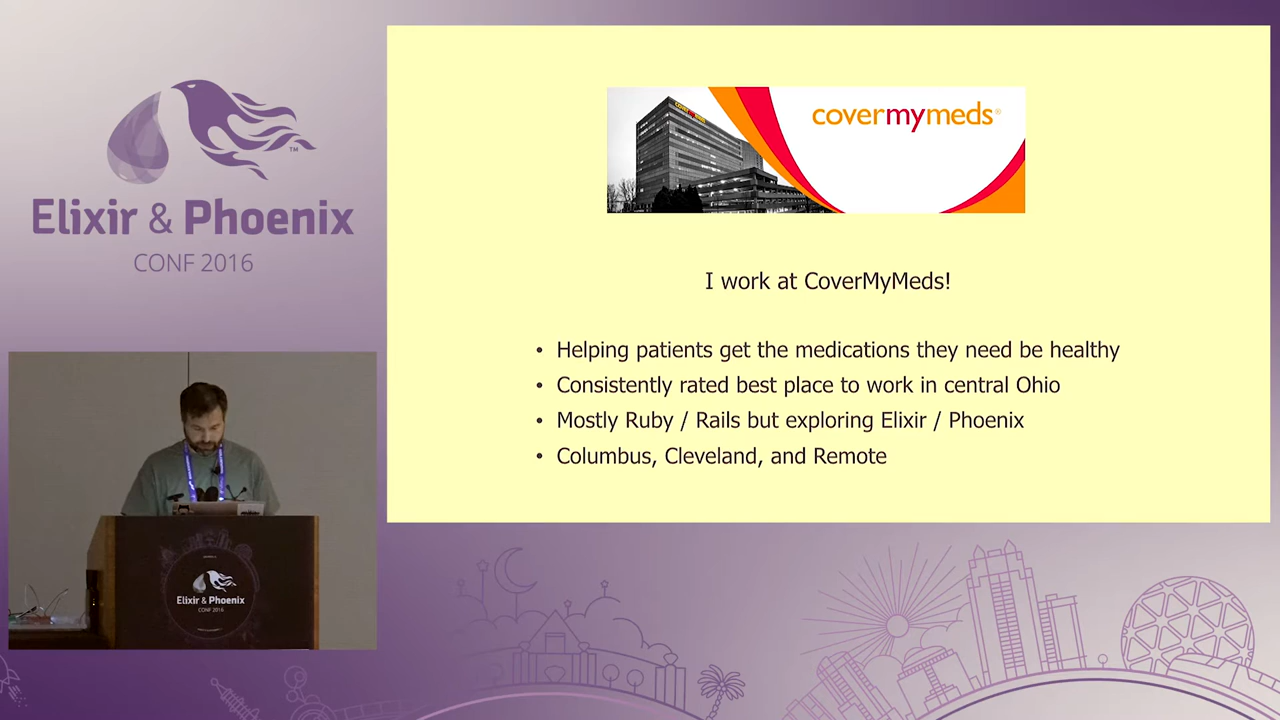 Elixir & Phoenix
™
CONF 2016
covermymeds®
I work at CoverMyMeds!
• Helping patients get the medications they need be healthy
• Consistently rated best place to work in central Ohio
• Mostly Ruby / Rails but exploring Elixir / Phoenix
• Columbus, Cleveland, and Remote
Elixir & Phoenix
CONF 2016